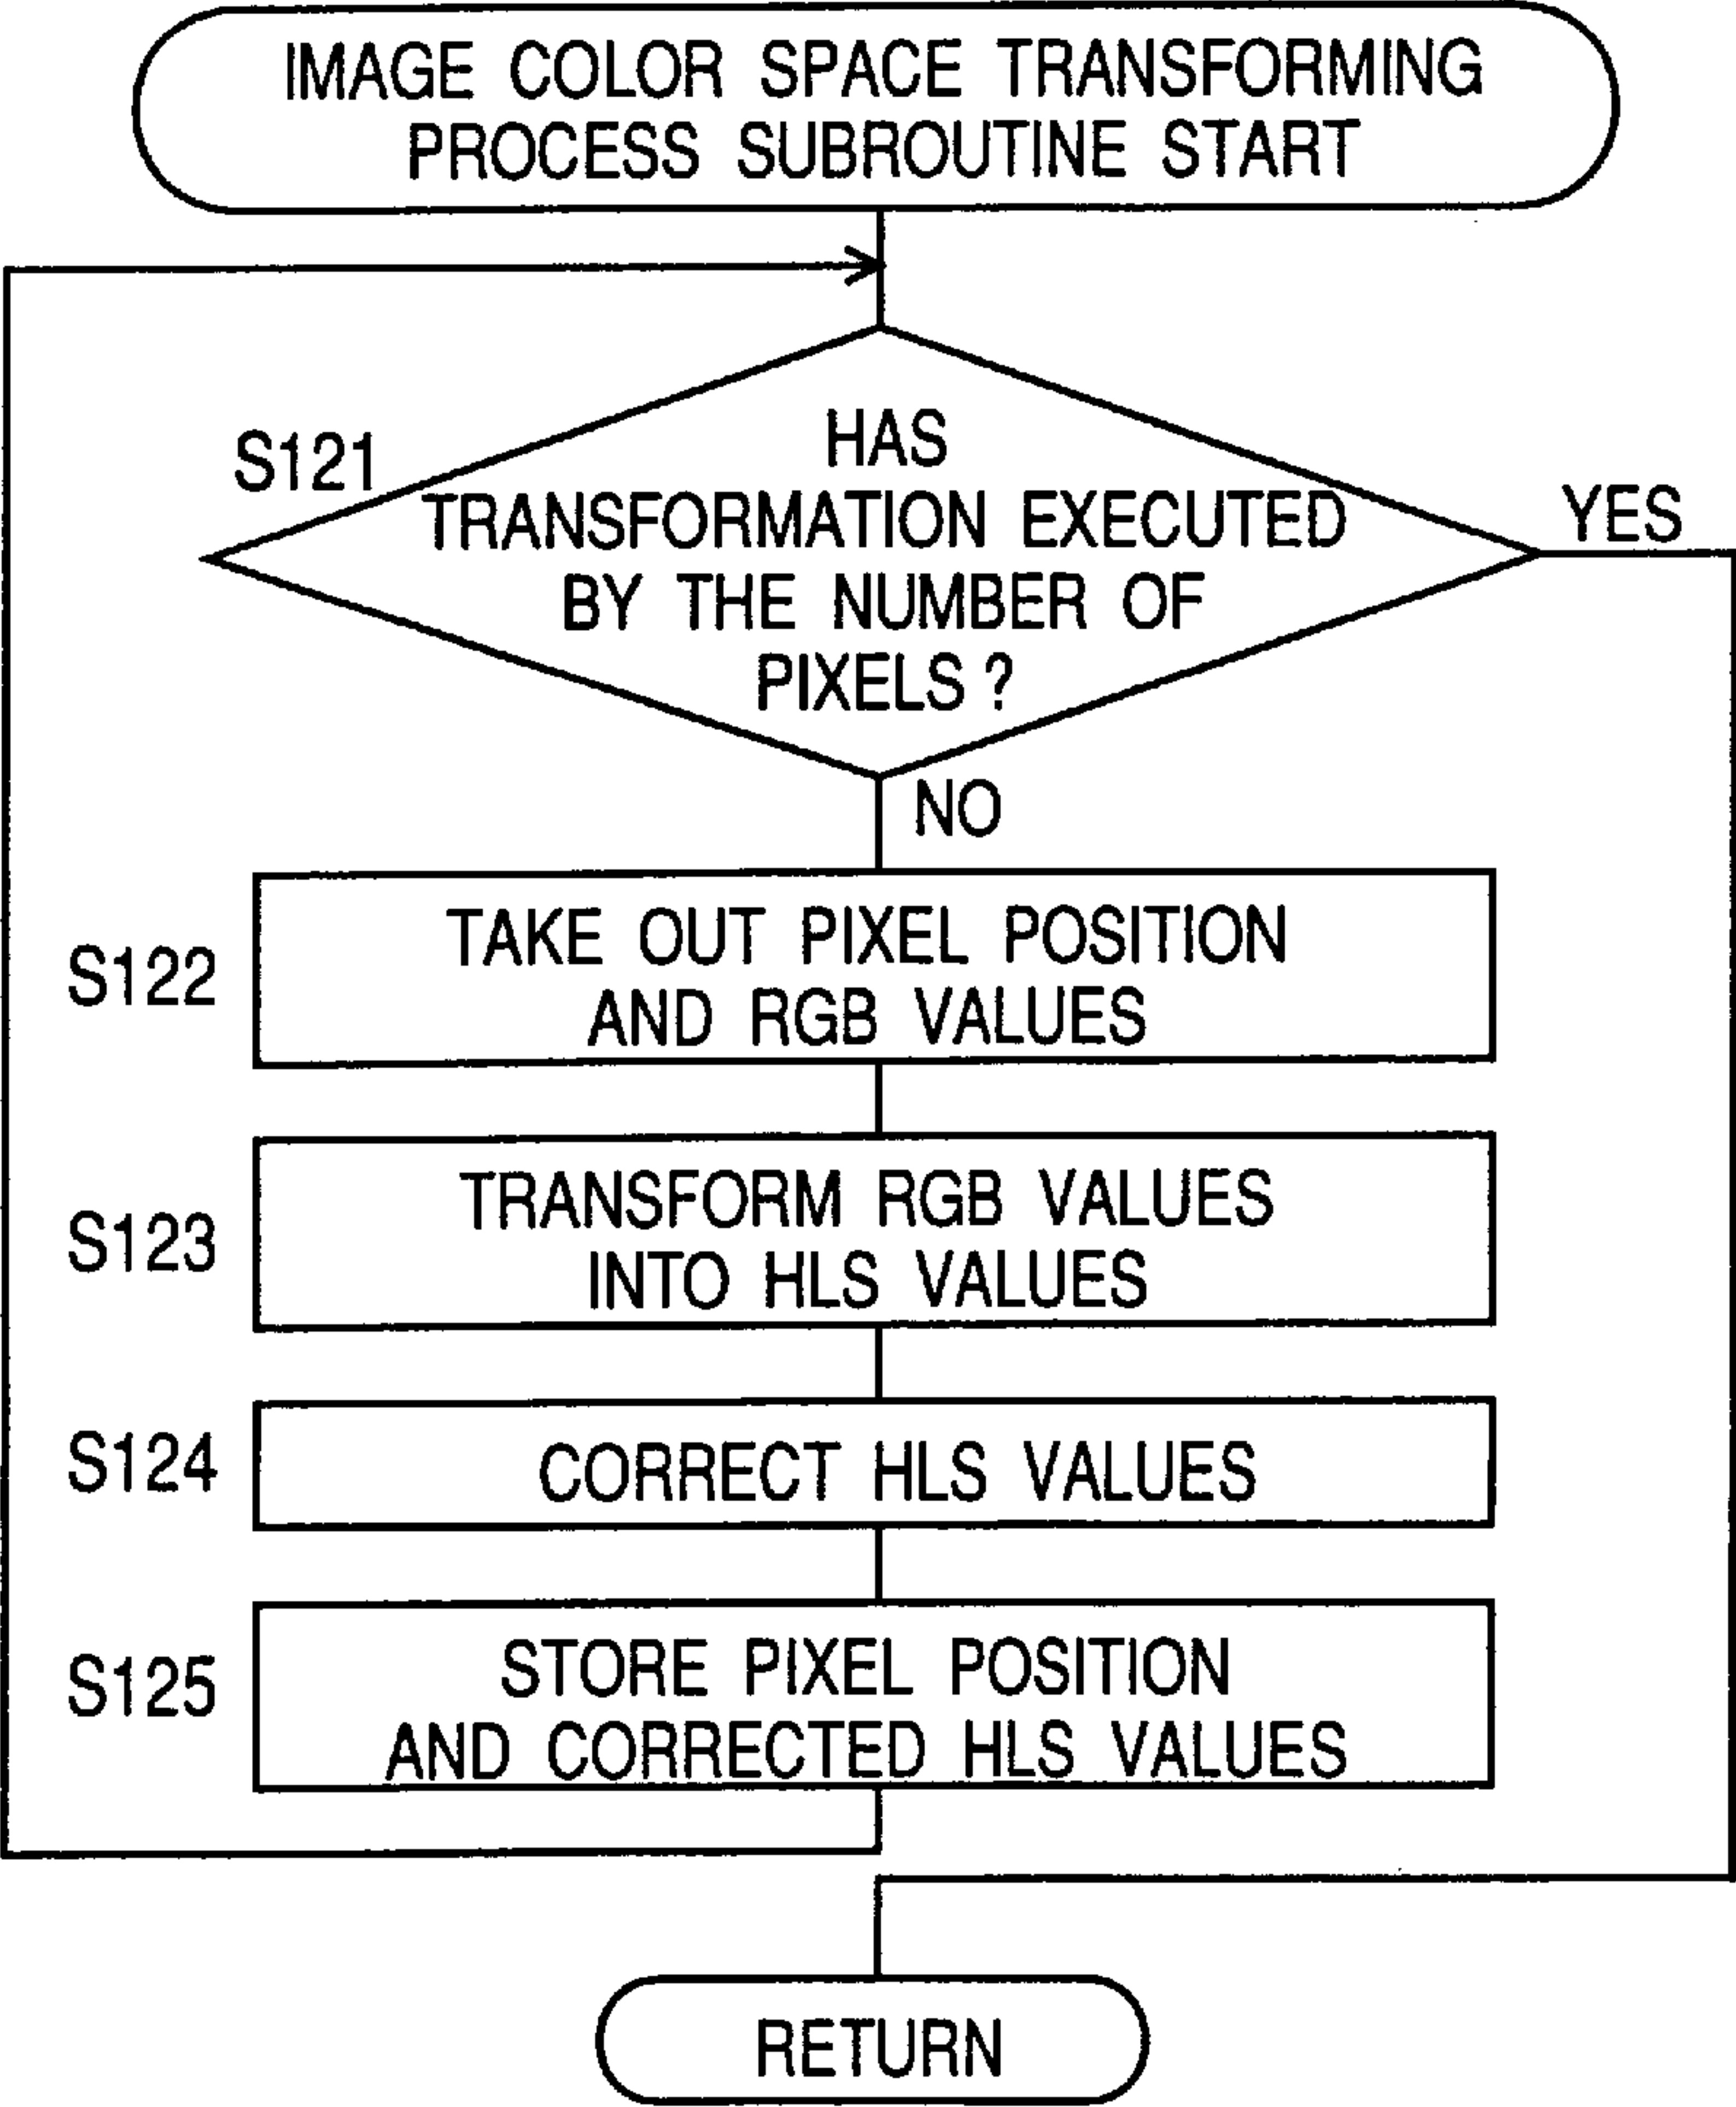 IMAGE COLOR SPACE TRANSFORMING
PROCESS SUBROUTINE START
S121
HAS
TRANSFORMATION EXECUTED
BY THE NUMBER OF
PIXELS?
YES
NO
S122
TAKE OUT PIXEL POSITION
AND RGB VALUES
S123
TRANSFORM RGB VALUES
INTO HLS VALUES
S124
CORRECT HLS VALUES
S125
STORE PIXEL POSITION
AND CORRECTED HLS VALUES
RETURN